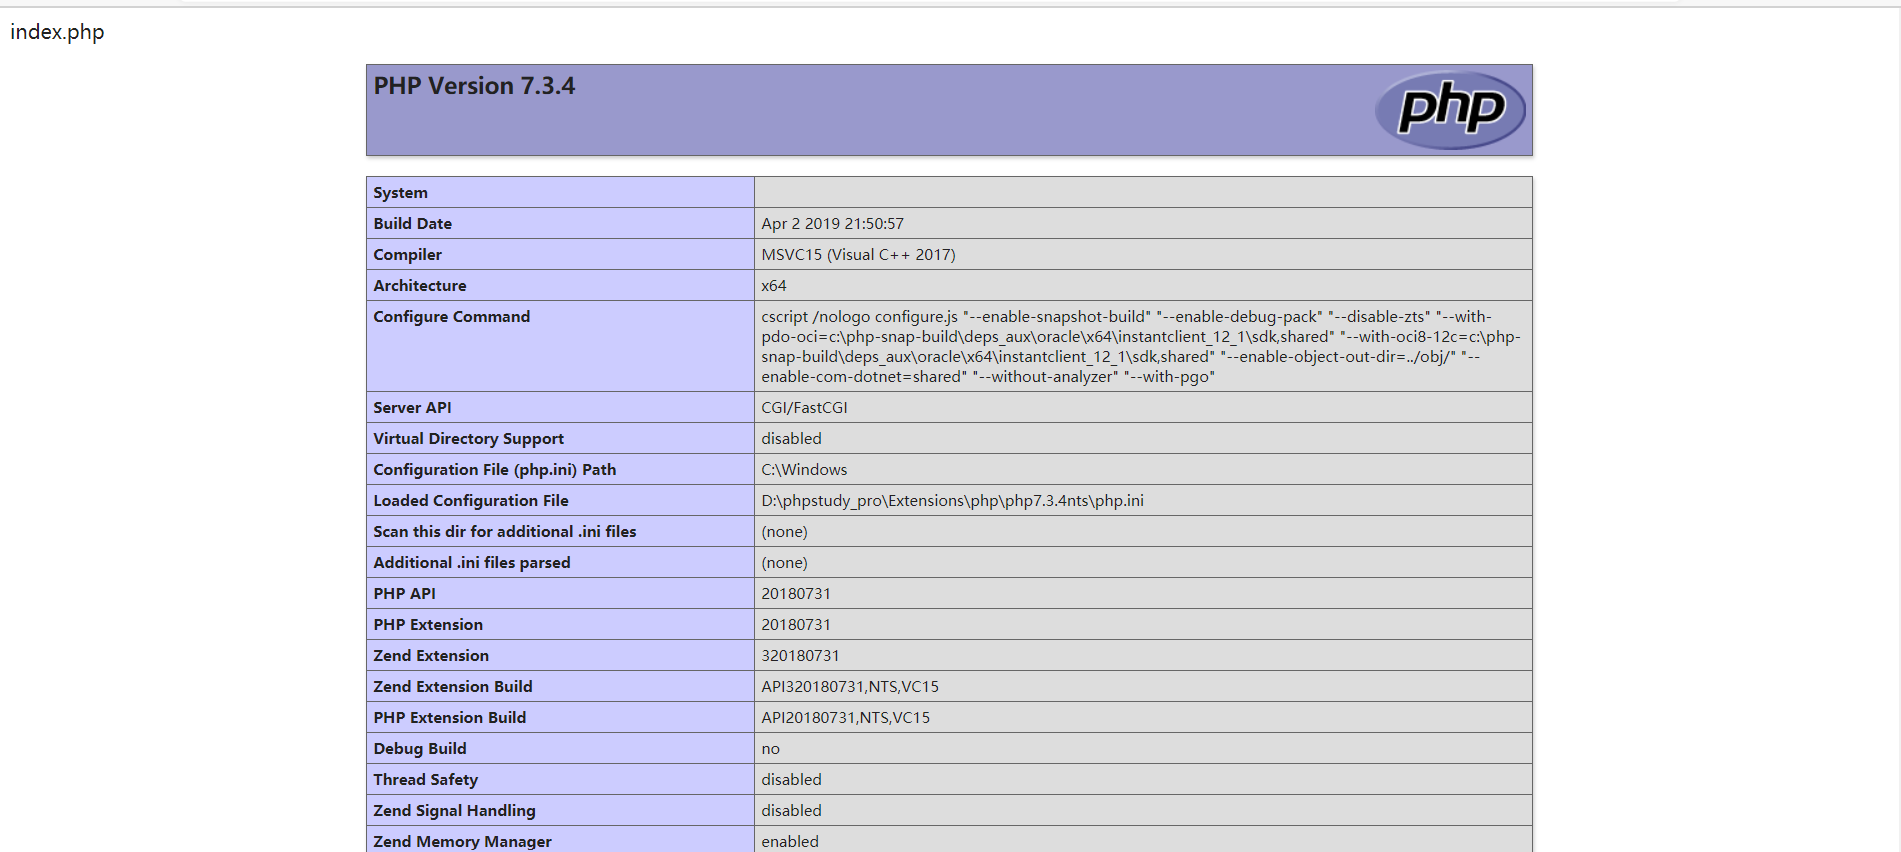 index.php
PHP Version 7.3.4
php
System
Build Date Apr 2 2019 21:50:57
Compiler MSVC15 (Visual C++ 2017)
Architecture x64
Configure Command cscript /nologo configure.js "--enable-snapshot-build" "--enable-debug-pack" "--disable-zts" "--with-
pdo-oci=c:\php-snap-build\deps_aux\oracle\x64\instantclient_12_1\sdk,shared" "--with-oci8-12c=c:\php-
snap-build\deps_aux\oracle\x64\instantclient_12_1\sdk,shared" "--enable-object-out-dir=../obj/" "--
enable-com-dotnet=shared" "--without-analyzer" "--with-pgo"
Server API CGI/FastCGI
Virtual Directory Support disabled
Configuration File (php.ini) Path C:\Windows
Loaded Configuration File D:\phpstudy_pro\Extensions\php\php7.3.4nts\php.ini
Scan this dir for additional .ini files (none)
Additional .ini files parsed (none)
PHP API 20180731
PHP Extension 20180731
Zend Extension 320180731
Zend Extension Build API320180731,NTS,VC15
PHP Extension Build API20180731,NTS,VC15
Debug Build no
Thread Safety disabled
Zend Signal Handling disabled
Zend Memory Manager enabled